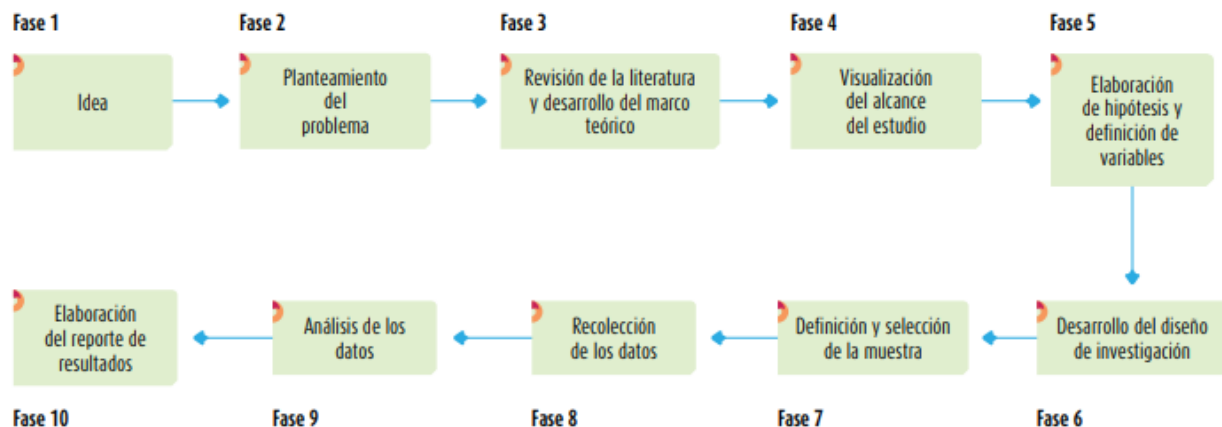 Fase 1
Idea
Fase 2
Planteamiento
del
problema
Fase 3
Revisión de la literatura
y desarrollo del marco
teórico
Fase 4
Visualización
del alcance
del estudio
Fase 5
Elaboración
de hipótesis y
definición de
variables
Desarrollo del diseño
de investigación
Fase 6
Definición y selección
de la muestra
Fase 7
Recolección
de los datos
Fase 8
Análisis de los
datos
Fase 9
Elaboración
del reporte de
resultados
Fase 10